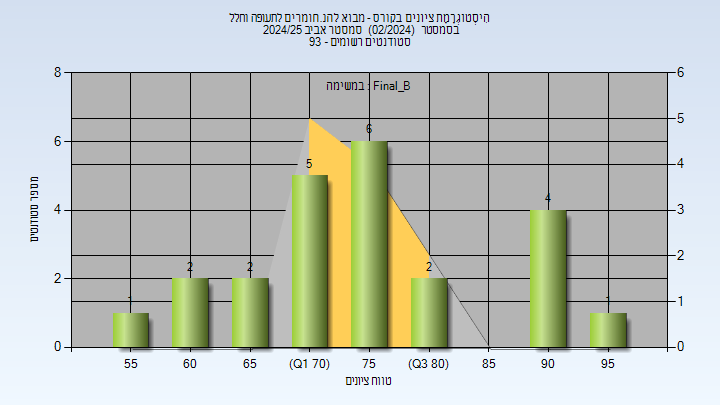 היסטוגרמת ציונים בקורס - מבוא להנ.חומרים לתעופה וחלל
בסמסטר (02/2024) סמסטר אביב 2024/25
סטודנטים רשומים - 93
במשימה : Final_B
8 6 4 2 0
מספר סטודנטים
6 5 4 3 2 1 0
1 2 2 5 6 2 4 1
55 60 65 (Q1 70) 75 (Q3 80) 85 90 95
טווח ציונים